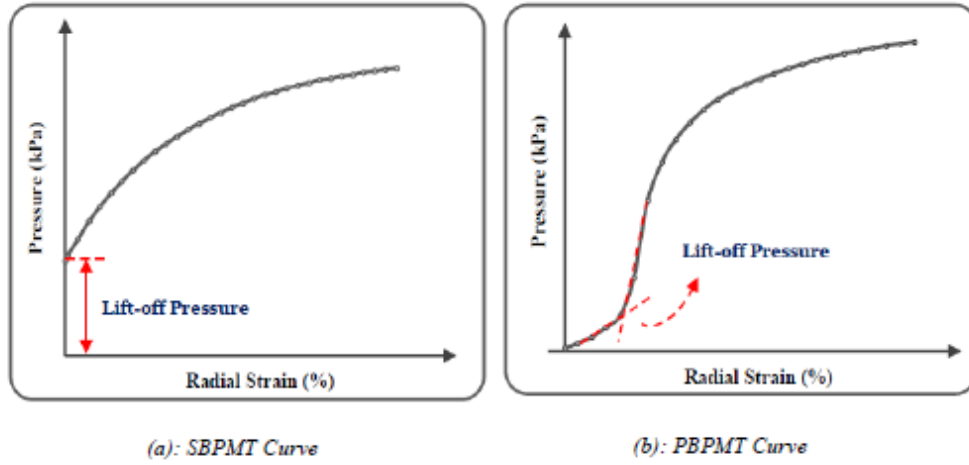 Pressure (kPa)
Lift-off Pressure
Radial Strain (%)
(a): SBPMT Curve
Pressure (kPa)
Lift-off Pressure
Radial Strain (%)
(b): PBPMT Curve